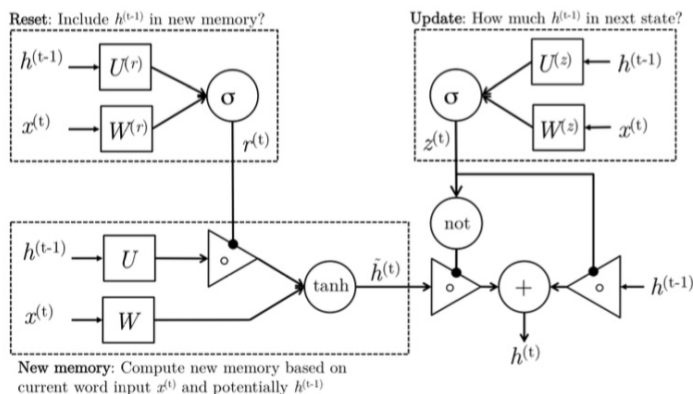 Reset: Include h^(t-1) in new memory?
Update: How much h^(t-1) in next state?
h^(t-1) U^(r)
σ
x^(t) W^(r)
r^(t)
U^(z) h^(t-1)
σ
W^(z) x^(t)
z^(t)
not
h^(t-1) U ∘
x^(t) W
tanh
h̃^(t)
∘ + ∘ h^(t-1)
h^(t)
New memory: Compute new memory based on
current word input x^(t) and potentially h^(t-1)